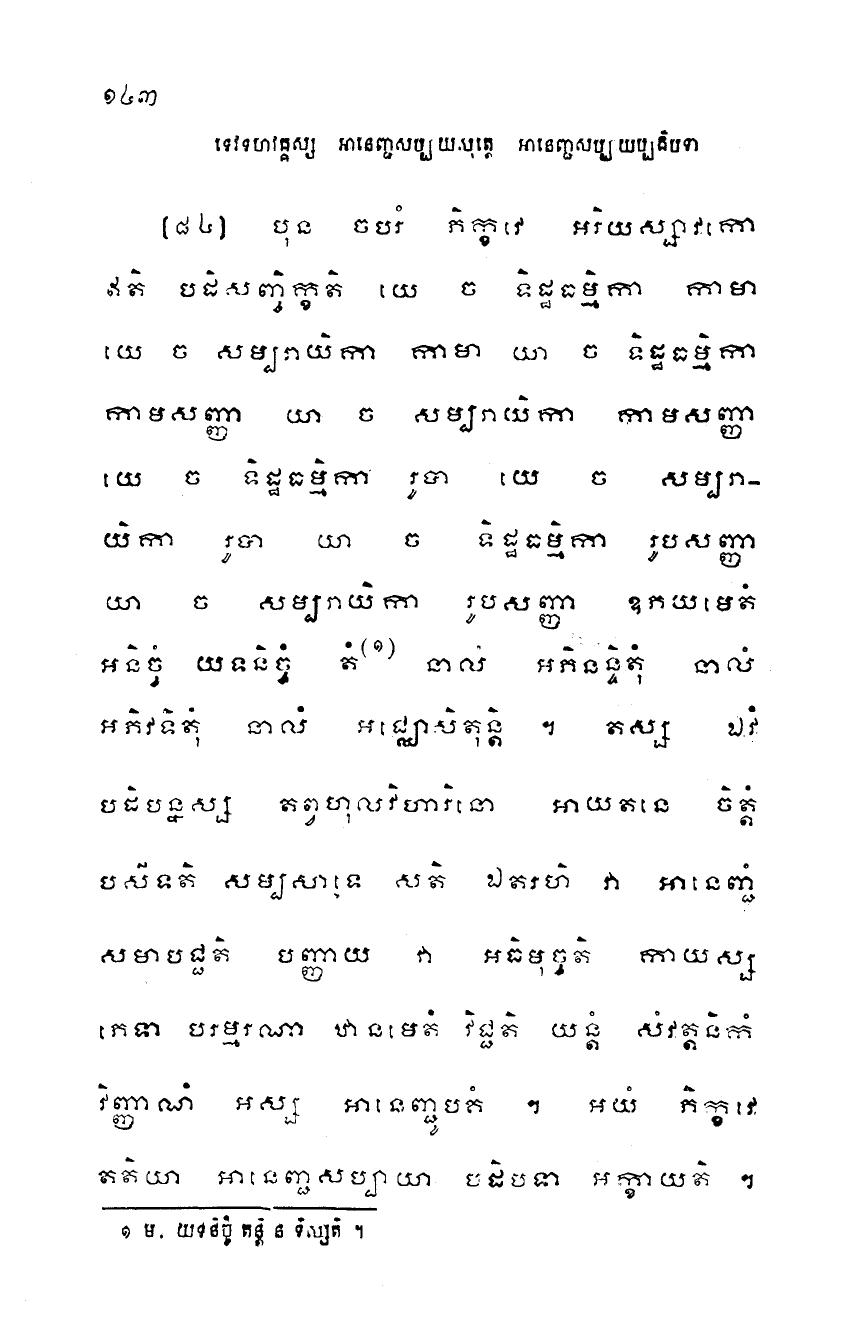 ១៤៣
ទេវទហវគ្គស្ស អានេញ្ជសប្បាយសុត្តេ អានេញ្ជសប្បាយប្បដិបទា
(៨៤) បុន ចបរំ ភិក្ខវេ អរិយស្សាវកោ
ឥតិ បដិសញ្ចិក្ខតិ យេ ច ទិដ្ឋធម្មិកា កាមា
យេ ច សម្បរាយិកា កាមា យា ច ទិដ្ឋធម្មិកា
កាមសញ្ញា យា ច សម្បរាយិកា កាមសញ្ញា
យេ ច ទិដ្ឋធម្មិកា រូបា យេ ច សម្បរា-
យិកា រូបា យា ច ទិដ្ឋធម្មិកា រូបសញ្ញា
យា ច សម្បរាយិកា រូបសញ្ញា ឧភយមេតំ
អនិច្ចំ យទនិច្ចំ តំ(១) នាលំ អភិនន្ទិតុំ នាលំ
អភិវទិតុំ នាលំ អជ្ឈោសិតុន្តិ ។ តស្ស ឯវំ
បដិបន្នស្ស តព្វហុលវិហារិនោ អាយតនេ ចិត្តំ
បសីទតិ សម្បសាទេ សតិ ឯតរហិ វា អានេញ្ជំ
សមាបជ្ជតិ បញ្ញាយ វា អធិមុច្ចតិ កាយស្ស
ភេទា បរម្មរណា ឋានមេតំ វិជ្ជតិ យន្តំ សំវត្តនិកំ
វិញ្ញាណំ អស្ស អានេញ្ជូបគំ ។ អយំ ភិក្ខវេ
តតិយា អានេញ្ជសប្បាយា បដិបទា អក្ខាយតិ ។
១ ម. យទនិច្ចំ តន្តិ ន ទិស្សតិ ។